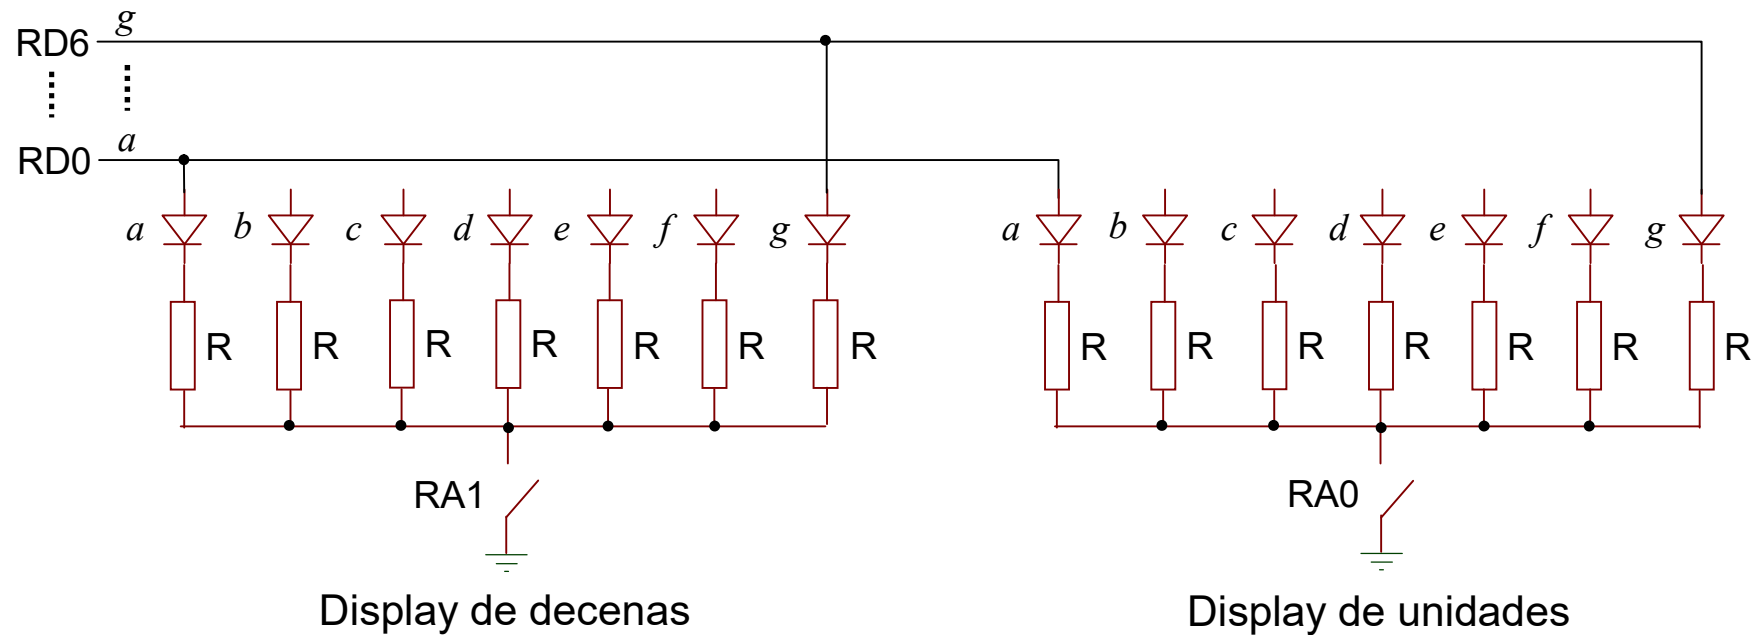 g
RD6
a
RD0
a b c d e f g a b c d e f g
R R R R R R R R R R R R R R
RA1 RA0
Display de decenas Display de unidades